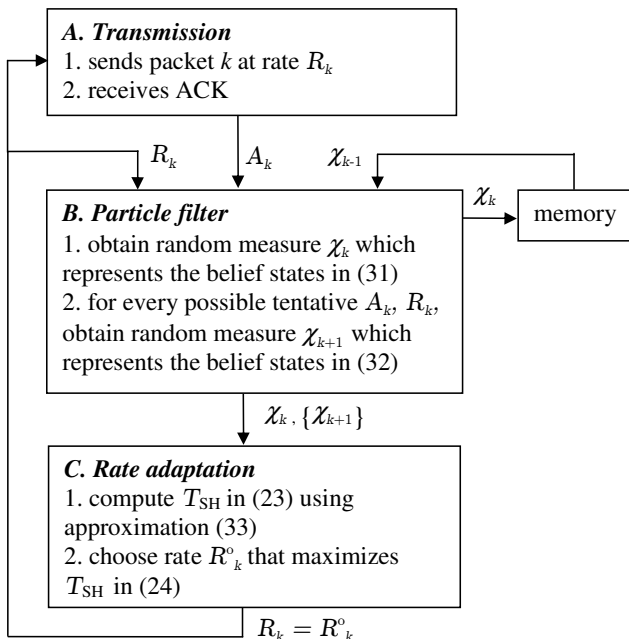 A. Transmission
1. sends packet k at rate Rₖ
2. receives ACK
Rₖ
Aₖ
χₖ₋₁
χₖ
memory
B. Particle filter
1. obtain random measure χₖ which
represents the belief states in (31)
2. for every possible tentative Aₖ, Rₖ,
obtain random measure χₖ₊₁ which
represents the belief states in (32)
χₖ , {χₖ₊₁}
C. Rate adaptation
1. compute T_SH in (23) using
approximation (33)
2. choose rate R°ₖ that maximizes
T_SH in (24)
Rₖ = R°ₖ